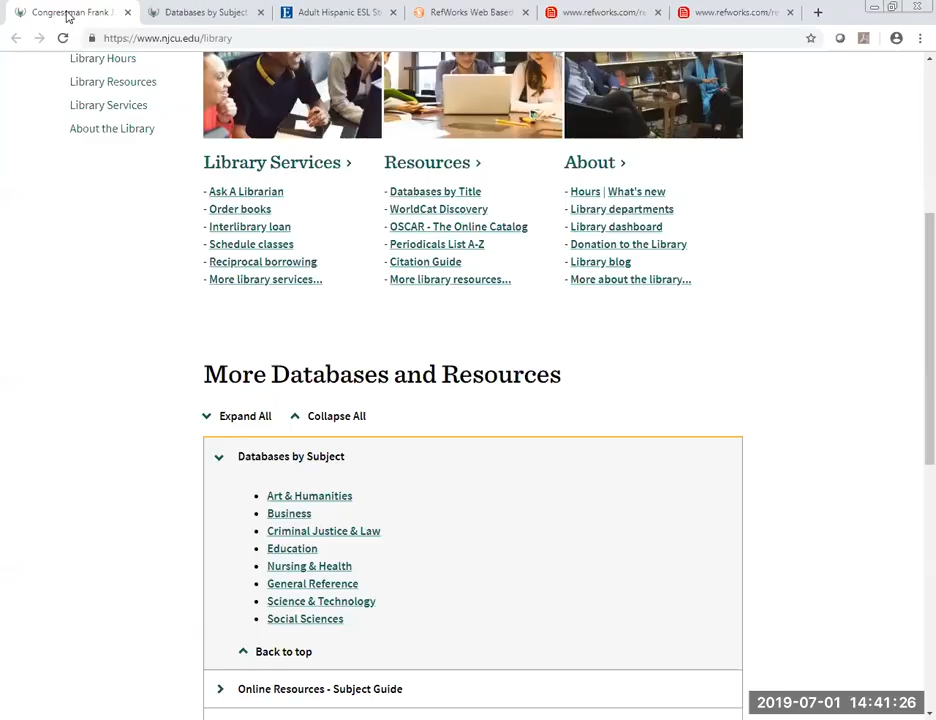 Congressman Frank J
Databases by Subject
Adult Hispanic ESL St
RefWorks Web Based
www.refworks.com/re
www.refworks.com/re
https://www.njcu.edu/library
Library Hours
Library Resources
Library Services
About the Library
Library Services ›
- Ask A Librarian
- Order books
- Interlibrary loan
- Schedule classes
- Reciprocal borrowing
- More library services...
Resources ›
- Databases by Title
- WorldCat Discovery
- OSCAR - The Online Catalog
- Periodicals List A-Z
- Citation Guide
- More library resources...
About ›
- Hours | What's new
- Library departments
- Library dashboard
- Donation to the Library
- Library blog
- More about the library...
More Databases and Resources
Expand All
Collapse All
Databases by Subject
• Art & Humanities
• Business
• Criminal Justice & Law
• Education
• Nursing & Health
• General Reference
• Science & Technology
• Social Sciences
Back to top
Online Resources - Subject Guide
2019-07-01 14:41:26